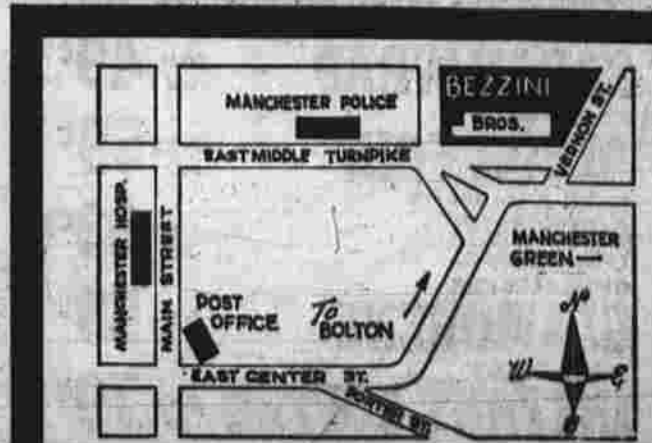 BEZZINI
BROS.
MANCHESTER POLICE
EAST MIDDLE TURNPIKE
VERNON ST.
MANCHESTER HOSP.
MAIN STREET
MANCHESTER
GREEN
POST
OFFICE
To
BOLTON
N
W
E
S
EAST CENTER ST.
PORTER ST.